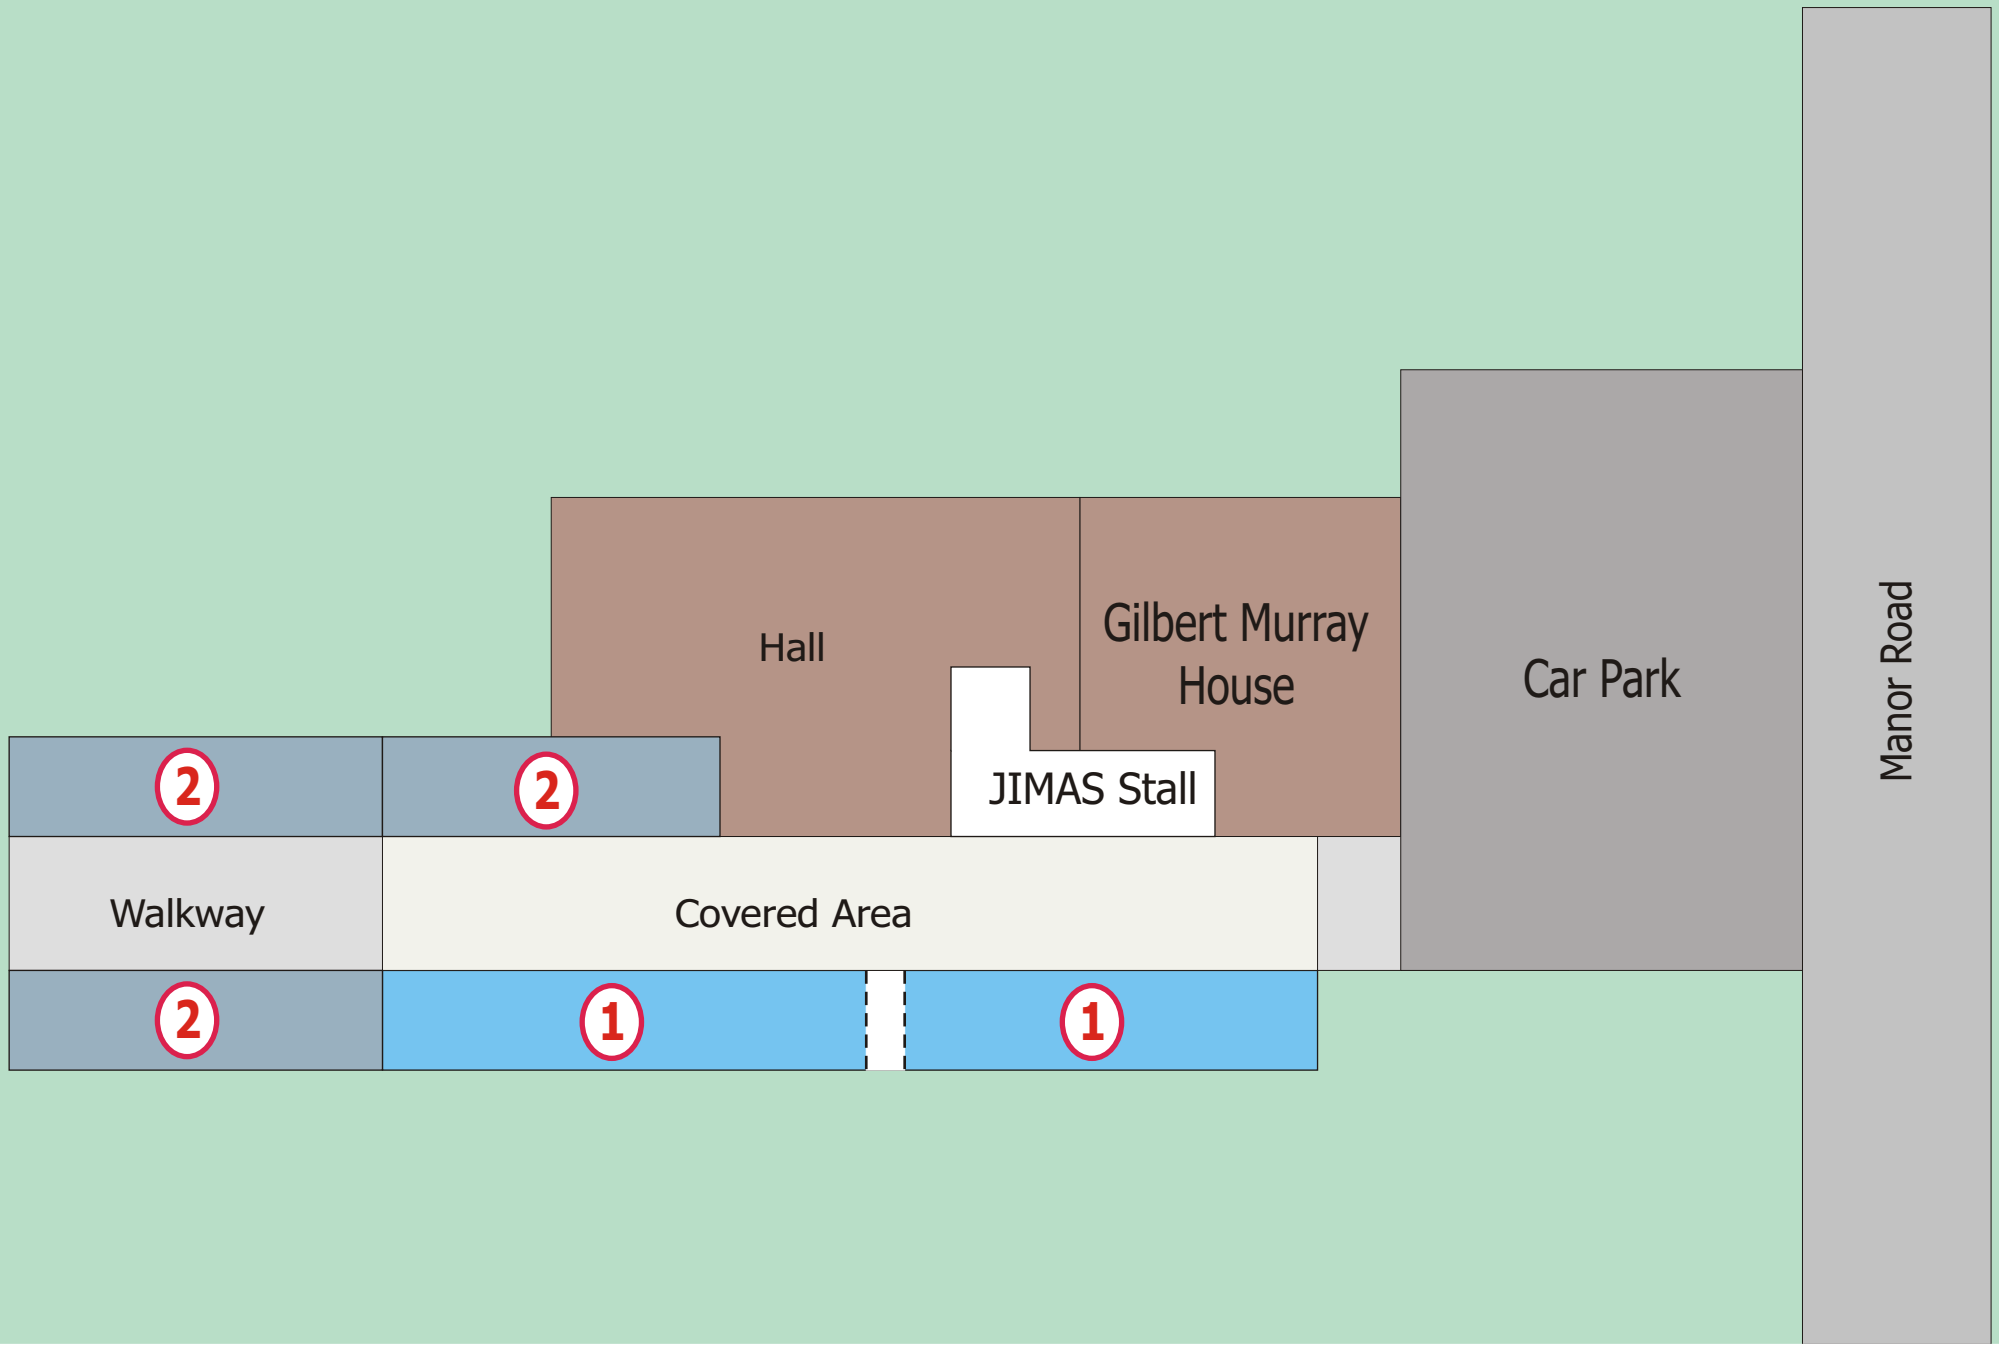 Hall
Gilbert Murray
House
Car Park
Manor Road
2
2
JIMAS Stall
Walkway
Covered Area
2
1
1